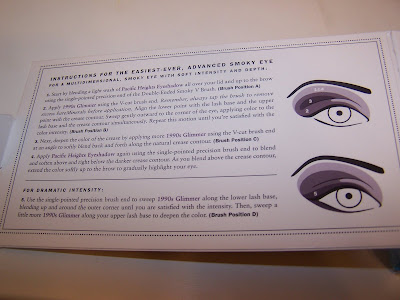 INSTRUCTIONS FOR THE EASIEST-EVER, ADVANCED SMOKY EYE
FOR A MULTIDIMENSIONAL, SMOKY EYE WITH SOFT INTENSITY AND DEPTH:
1. Start by blending a light wash of Pacific Heights Eyeshadow all over your lid and up to the brow
using the single-pointed precision end of the Double-Ended Smoky V Brush. (Brush Position A)
2. Apply 1990s Glimmer using the V-cut brush end. Remember, always tap the brush to remove
excess bareMinerals before application. Align the lower point with the lash base and the upper
point with the contour crease. Sweep gently toward the corner of the eye, applying color to the
lash base and the entire contour simultaneously. Repeat this motion until you're satisfied with the
color intensity. (Brush Position B)
3. Next, deepen the color of the crease by applying more 1990s Glimmer using the V-cut brush end
at an angle to softly blend back and forth along the natural crease contour. (Brush Position C)
4. Apply Pacific Heights Eyeshadow again using the single-pointed precision brush end to blend
and soften above and right below the darker crease contour. As you blend above the crease contour,
extend the color softly up to the brow to gradually highlight your eye.
FOR DRAMATIC INTENSITY:
5. Use the single-pointed precision brush end to sweep 1990s Glimmer along the lower lash base,
blending up and around the outer corner until you are satisfied with the intensity. Then, sweep a
little more 1990s Glimmer along your upper lash base to deepen the color. (Brush Position D)